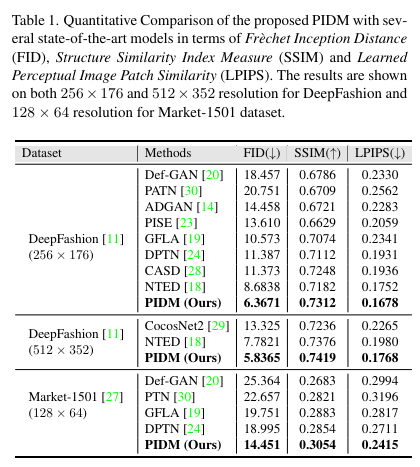 Table 1. Quantitative Comparison of the proposed PIDM with sev-
eral state-of-the-art models in terms of Frèchet Inception Distance
(FID), Structure Similarity Index Measure (SSIM) and Learned
Perceptual Image Patch Similarity (LPIPS). The results are shown
on both 256 × 176 and 512 × 352 resolution for DeepFashion and
128 × 64 resolution for Market-1501 dataset.
Dataset Methods FID(↓) SSIM(↑) LPIPS(↓)
DeepFashion [11]
(256 × 176)
Def-GAN [20] 18.457 0.6786 0.2330
PATN [30] 20.751 0.6709 0.2562
ADGAN [14] 14.458 0.6721 0.2283
PISE [23] 13.610 0.6629 0.2059
GFLA [19] 10.573 0.7074 0.2341
DPTN [24] 11.387 0.7112 0.1931
CASD [28] 11.373 0.7248 0.1936
NTED [18] 8.6838 0.7182 0.1752
PIDM (Ours) 6.3671 0.7312 0.1678
DeepFashion [11]
(512 × 352)
CocosNet2 [29] 13.325 0.7236 0.2265
NTED [18] 7.7821 0.7376 0.1980
PIDM (Ours) 5.8365 0.7419 0.1768
Market-1501 [27]
(128 × 64)
Def-GAN [20] 25.364 0.2683 0.2994
PTN [30] 22.657 0.2821 0.3196
GFLA [19] 19.751 0.2883 0.2817
DPTN [24] 18.995 0.2854 0.2711
PIDM (Ours) 14.451 0.3054 0.2415